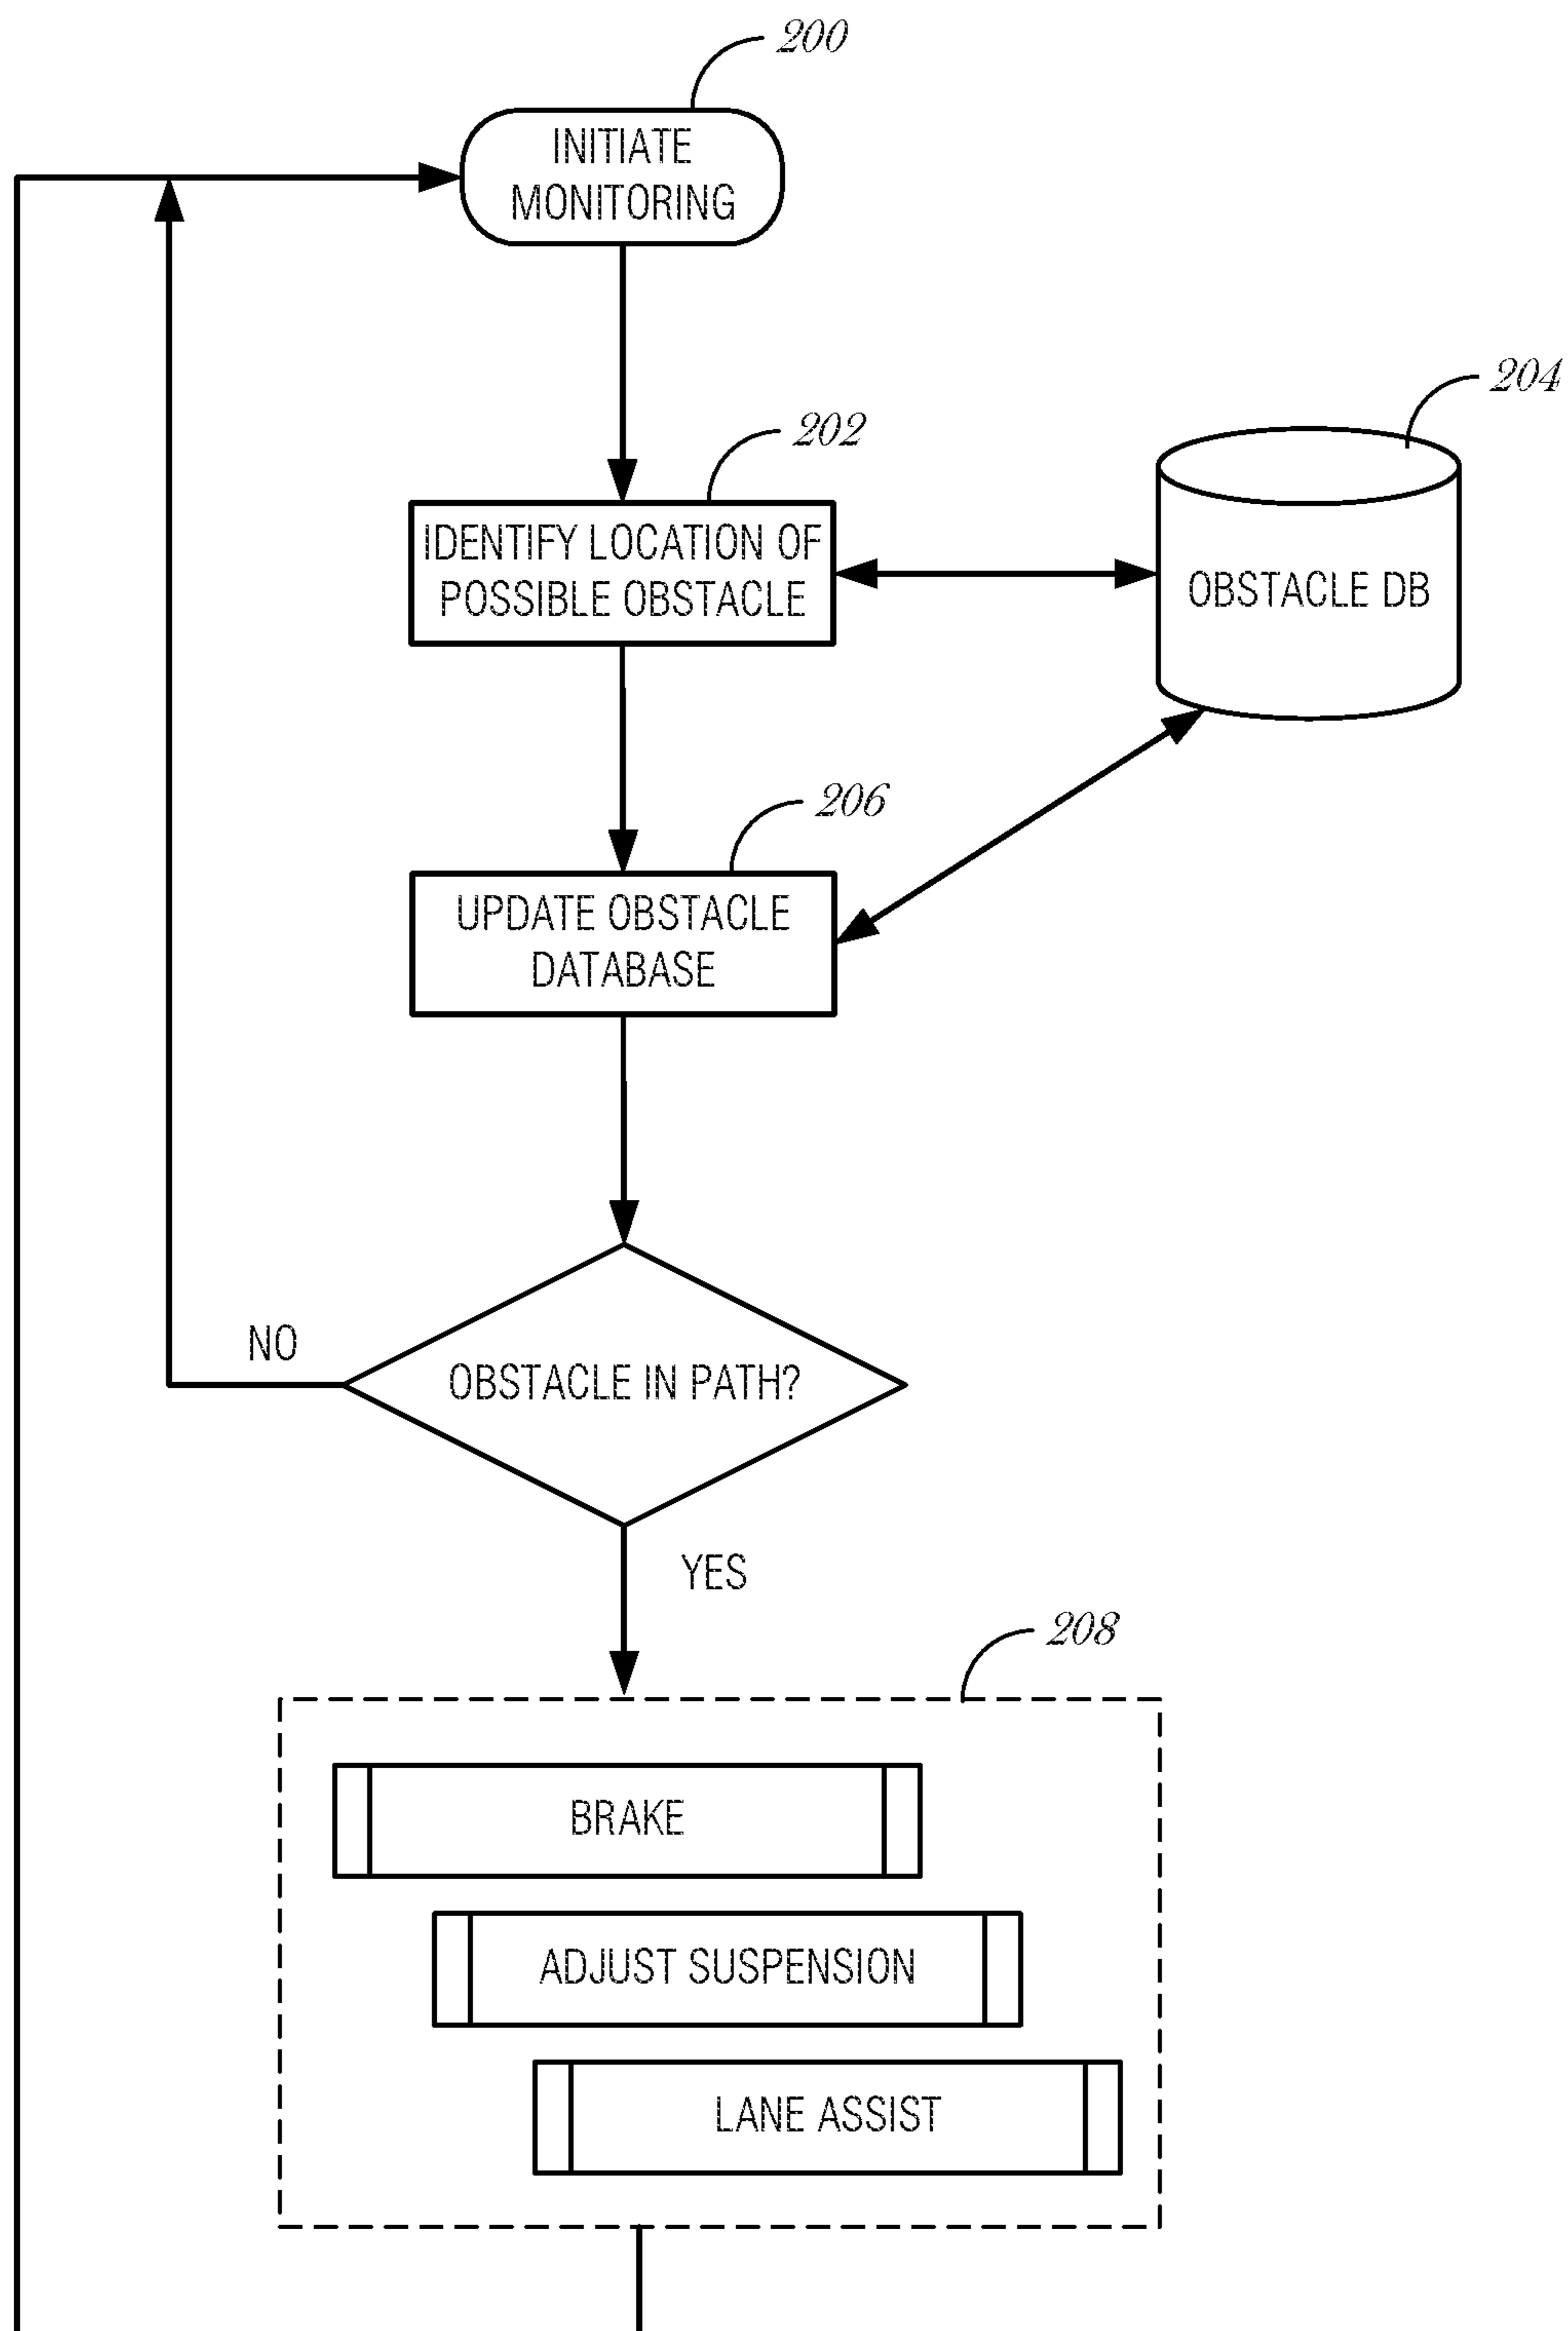 200
INITIATE
MONITORING
204
202
IDENTIFY LOCATION OF
POSSIBLE OBSTACLE
OBSTACLE DB
206
UPDATE OBSTACLE
DATABASE
NO
OBSTACLE IN PATH?
YES
208
BRAKE
ADJUST SUSPENSION
LANE ASSIST